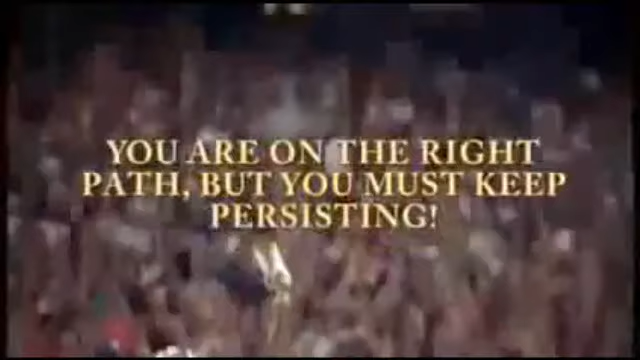 YOU ARE ON THE RIGHT
PATH, BUT YOU MUST KEEP
PERSISTING!